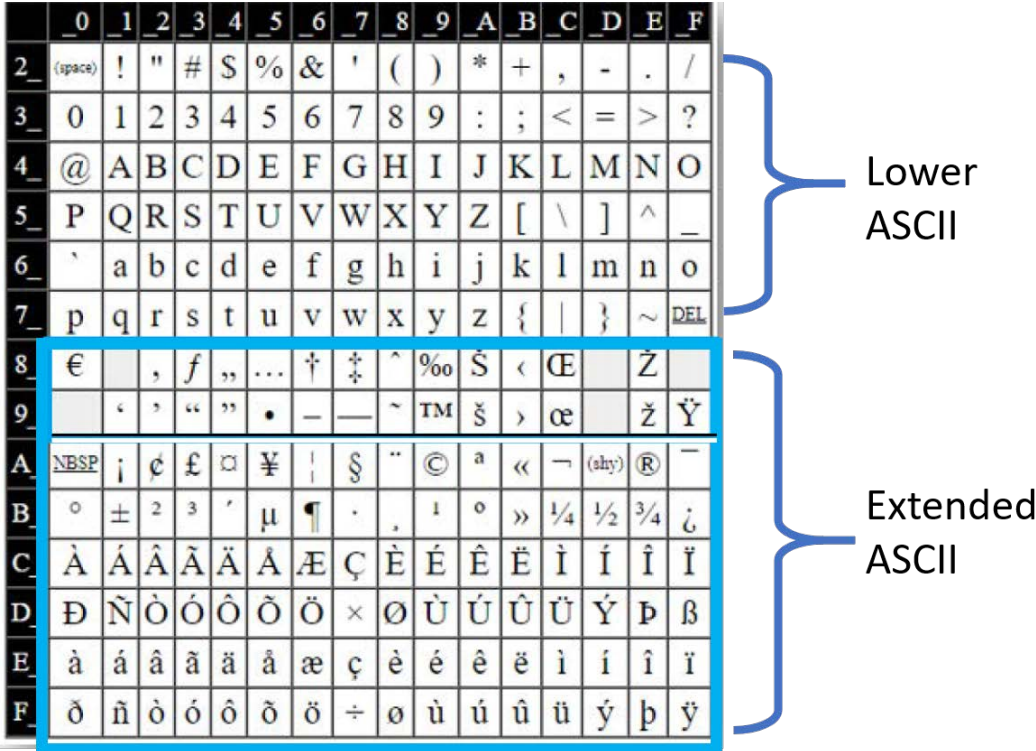 _0 _1 _2 _3 _4 _5 _6 _7 _8 _9 _A _B _C _D _E _F
2_ (space) ! " # $ % & ' ( ) * + , - . /
3_ 0 1 2 3 4 5 6 7 8 9 : ; < = > ?
4_ @ A B C D E F G H I J K L M N O
5_ P Q R S T U V W X Y Z [ \ ] ^ _
6_ ` a b c d e f g h i j k l m n o
7_ p q r s t u v w x y z { | } ~ DEL
8_ € ‚ ƒ „ … † ‡ ˆ ‰ Š ‹ Œ Ž
9_ ‘ ’ “ ” • – — ˜ ™ š › œ ž Ÿ
A_ NBSP ¡ ¢ £ ¤ ¥ ¦ § ¨ © ª « ¬ (shy) ® ¯
B_ ° ± ² ³ ´ µ ¶ · ¸ ¹ º » ¼ ½ ¾ ¿
C_ À Á Â Ã Ä Å Æ Ç È É Ê Ë Ì Í Î Ï
D_ Ð Ñ Ò Ó Ô Õ Ö × Ø Ù Ú Û Ü Ý Þ ß
E_ à á â ã ä å æ ç è é ê ë ì í î ï
F_ ð ñ ò ó ô õ ö ÷ ø ù ú û ü ý þ ÿ
Lower
ASCII
Extended
ASCII